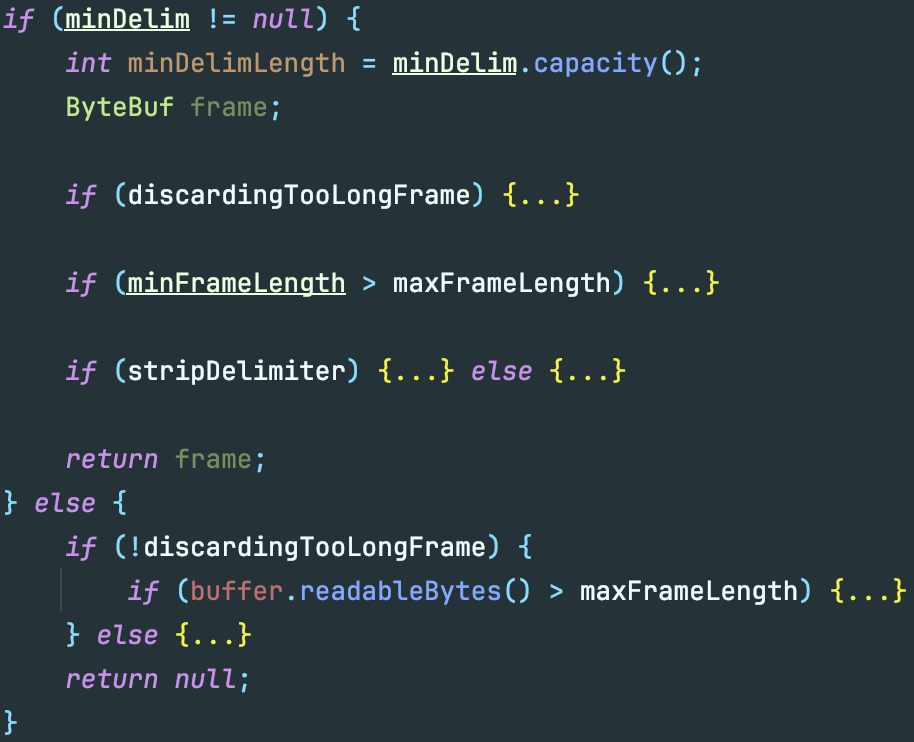 if (minDelim != null) {
    int minDelimLength = minDelim.capacity();
    ByteBuf frame;

    if (discardingTooLongFrame) {...}

    if (minFrameLength > maxFrameLength) {...}

    if (stripDelimiter) {...} else {...}

    return frame;
} else {
    if (!discardingTooLongFrame) {
        if (buffer.readableBytes() > maxFrameLength) {...}
    } else {...}
    return null;
}